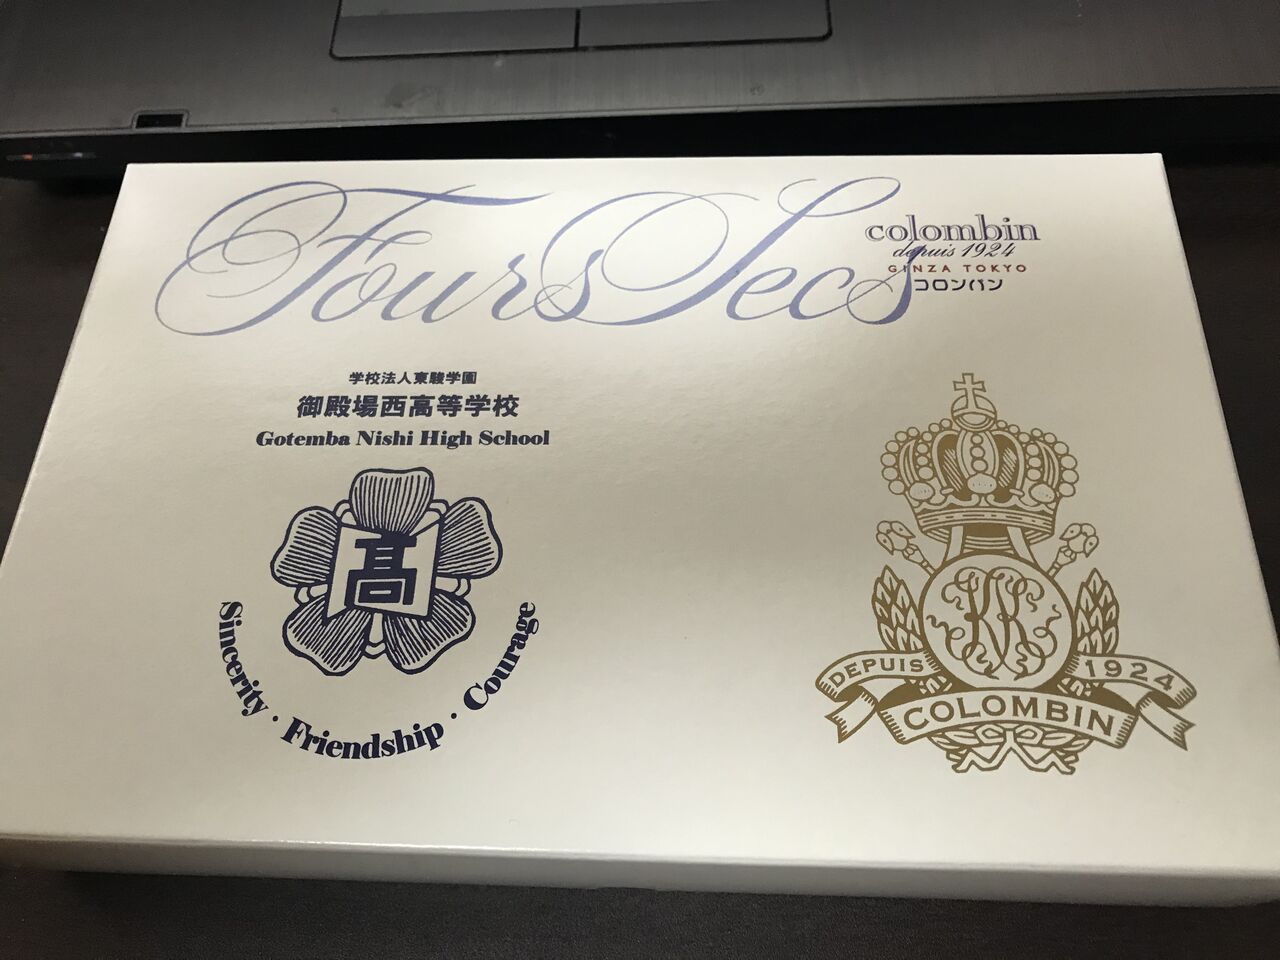 Fours Secs
colombin
depuis 1924
GINZA TOKYO
コロンバン
学校法人東駿学園
御殿場西高等学校
Gotemba Nishi High School
高
Sincerity · Friendship · Courage
DEPUIS 1924
COLOMBIN